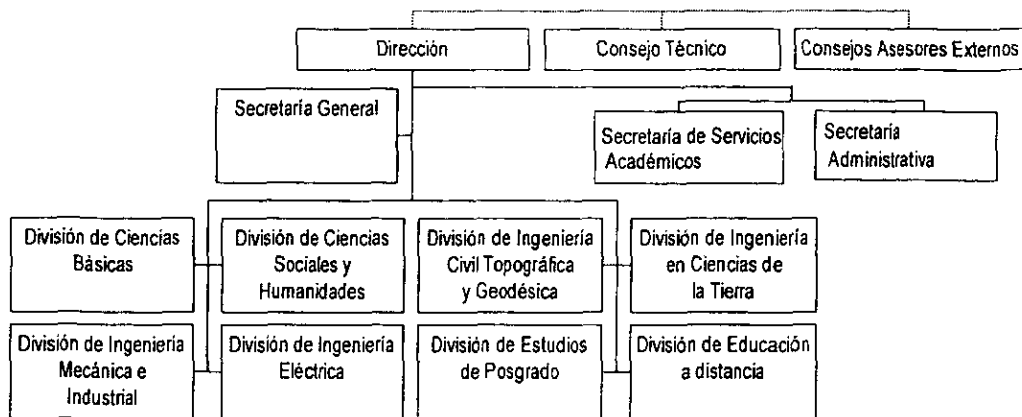 Dirección
Consejo Técnico
Consejos Asesores Externos
Secretaría General
Secretaría de Servicios
Académicos
Secretaría
Administrativa
División de Ciencias
Básicas
División de Ciencias
Sociales y
Humanidades
División de Ingeniería
Civil Topográfica
y Geodésica
División de Ingeniería
en Ciencias de
la Tierra
División de Ingeniería
Mecánica e
Industrial
División de Ingeniería
Eléctrica
División de Estudios
de Posgrado
División de Educación
a distancia